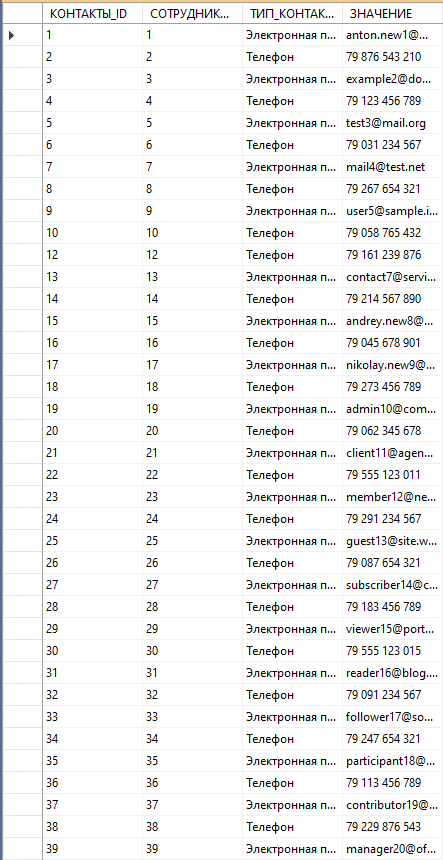 КОНТАКТЫ_ID СОТРУДНИК... ТИП_КОНТАК... ЗНАЧЕНИЕ
1 1 Электронная п... anton.new1@...
2 2 Телефон 79 876 543 210
3 3 Электронная п... example2@do...
4 4 Телефон 79 123 456 789
5 5 Электронная п... test3@mail.org
6 6 Телефон 79 031 234 567
7 7 Электронная п... mail4@test.net
8 8 Телефон 79 267 654 321
9 9 Электронная п... user5@sample.i...
10 10 Телефон 79 058 765 432
12 12 Телефон 79 161 239 876
13 13 Электронная п... contact7@servi...
14 14 Телефон 79 214 567 890
15 15 Электронная п... andrey.new8@...
16 16 Телефон 79 045 678 901
17 17 Электронная п... nikolay.new9@...
18 18 Телефон 79 273 456 789
19 19 Электронная п... admin10@com...
20 20 Телефон 79 062 345 678
21 21 Электронная п... client11@agen...
22 22 Телефон 79 555 123 011
23 23 Электронная п... member12@ne...
24 24 Телефон 79 291 234 567
25 25 Электронная п... guest13@site.w...
26 26 Телефон 79 087 654 321
27 27 Электронная п... subscriber14@c...
28 28 Телефон 79 183 456 789
29 29 Электронная п... viewer15@port...
30 30 Телефон 79 555 123 015
31 31 Электронная п... reader16@blog....
32 32 Телефон 79 091 234 567
33 33 Электронная п... follower17@so...
34 34 Телефон 79 247 654 321
35 35 Электронная п... participant18@...
36 36 Телефон 79 113 456 789
37 37 Электронная п... contributor19@...
38 38 Телефон 79 229 876 543
39 39 Электронная п... manager20@of...